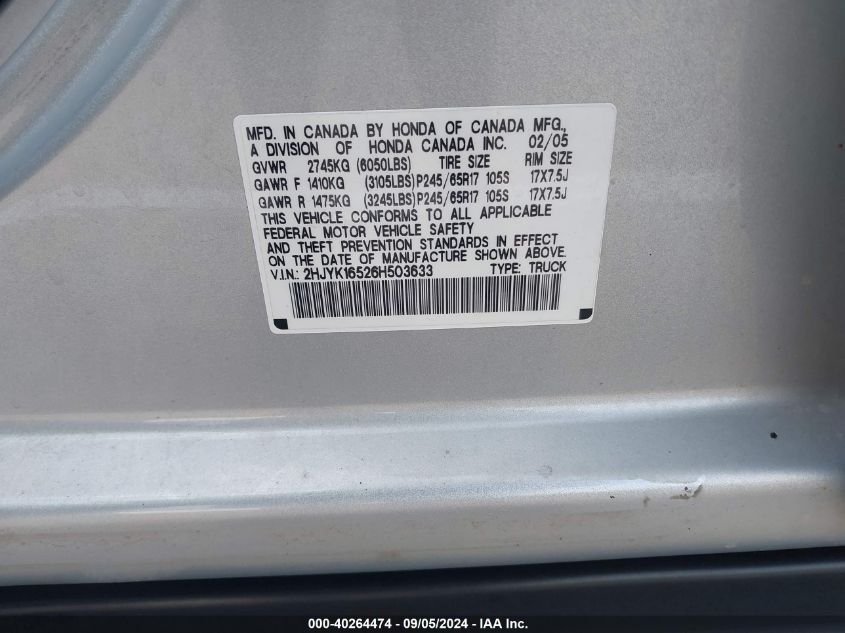 MFD. IN CANADA BY HONDA OF CANADA MFG.,
A DIVISION OF HONDA CANADA INC. 02/05
GVWR 2745KG (6050LBS) TIRE SIZE RIM SIZE
GAWR F 1410KG (3105LBS)P245/65R17 105S 17X7.5J
GAWR R 1475KG (3245LBS)P245/65R17 105S 17X7.5J
THIS VEHICLE CONFORMS TO ALL APPLICABLE
FEDERAL MOTOR VEHICLE SAFETY
AND THEFT PREVENTION STANDARDS IN EFFECT
ON THE DATE OF MANUFACTURE SHOWN ABOVE.
V.I.N.: 2HJYK16526H503633 TYPE: TRUCK
000-40264474 - 09/05/2024 - IAA Inc.